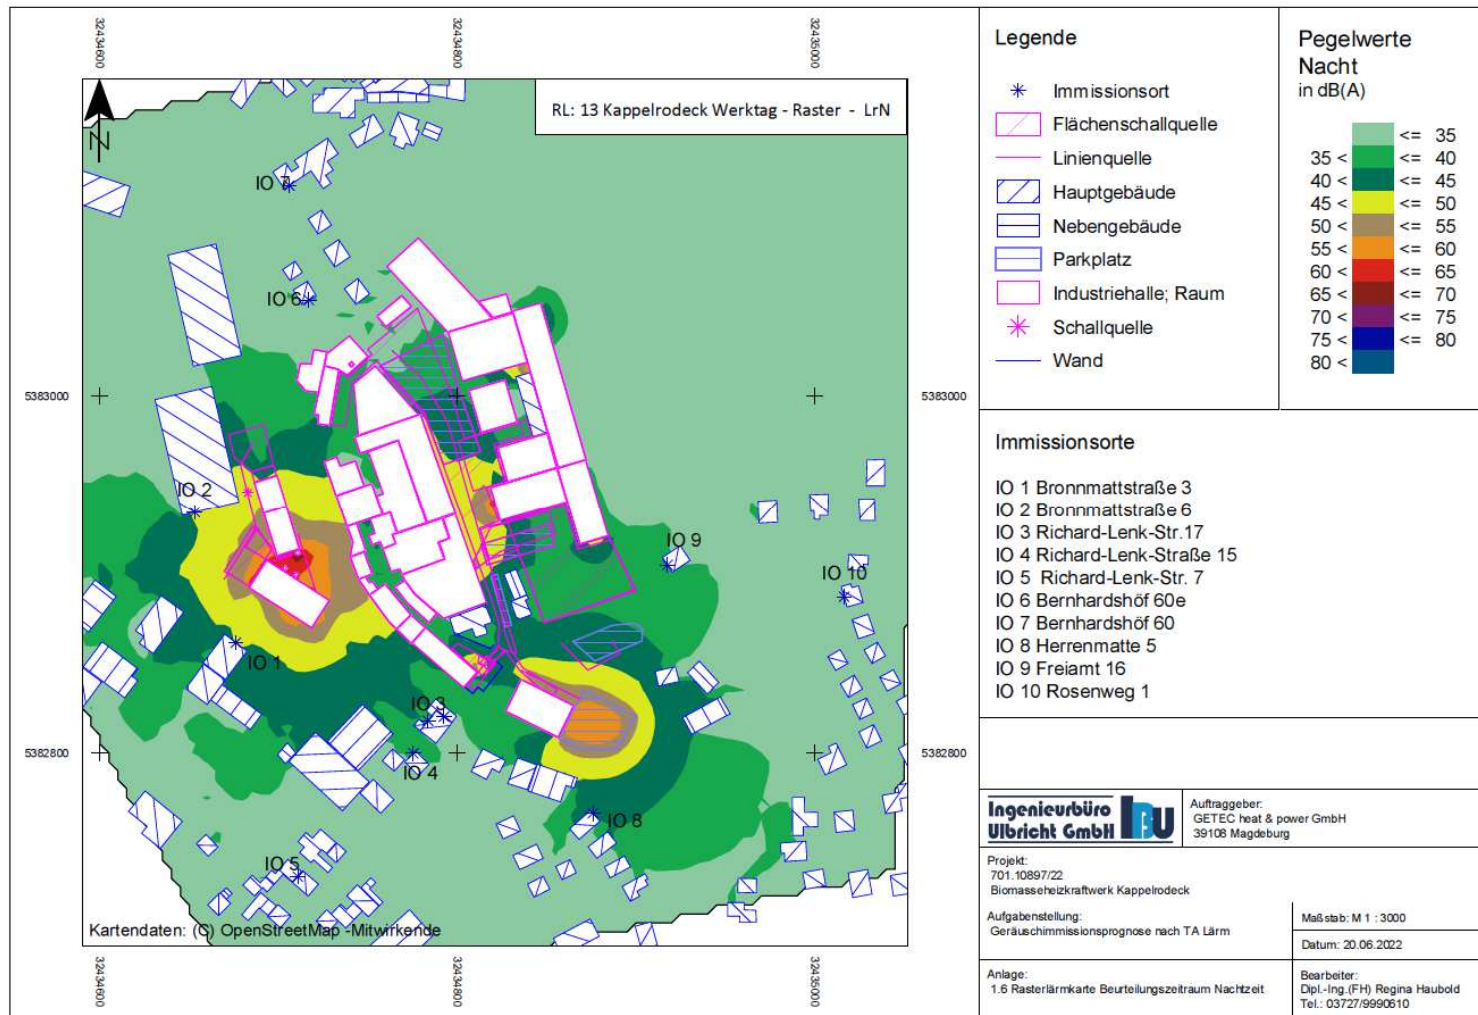 32434600
32434800
32435000
RL: 13 Kappelrodeck Werktag - Raster - LrN
N
IO 7
IO 6
5383000
5383000
IO 2
IO 9
IO 10
IO 1
IO 3
5382800
5382800
IO 4
IO 8
IO 5
Kartendaten: (C) OpenStreetMap -Mitwirkende
32434600
32434800
32435000
Legende
Immissionsort
Flächenschallquelle
Linienquelle
Hauptgebäude
Nebengebäude
Parkplatz
Industriehalle; Raum
Schallquelle
Wand
Pegelwerte
Nacht
in dB(A)
<= 35
35 < <= 40
40 < <= 45
45 < <= 50
50 < <= 55
55 < <= 60
60 < <= 65
65 < <= 70
70 < <= 75
75 < <= 80
80 <
Immissionsorte
IO 1 Bronnmattstraße 3
IO 2 Bronnmattstraße 6
IO 3 Richard-Lenk-Str.17
IO 4 Richard-Lenk-Straße 15
IO 5 Richard-Lenk-Str. 7
IO 6 Bernhardshöf 60e
IO 7 Bernhardshöf 60
IO 8 Herrenmatte 5
IO 9 Freiamt 16
IO 10 Rosenweg 1
Ingenieurbüro
Ulbricht GmbH
IBU
Auftraggeber:
GETEC heat & power GmbH
39108 Magdeburg
Projekt:
701.10897/22
Biomasseheizkraftwerk Kappelrodeck
Aufgabenstellung:
Geräuschimmissionsprognose nach TA Lärm
Maßstab: M 1 : 3000
Datum: 20.06.2022
Anlage:
1.6 Rasterlärmkarte Beurteilungszeitraum Nachtzeit
Bearbeiter:
Dipl.-Ing.(FH) Regina Haubold
Tel.: 03727/9990610